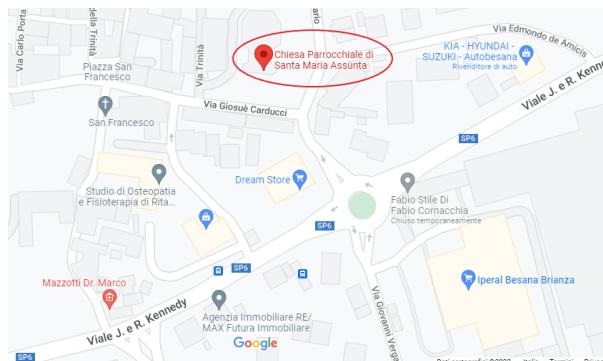 della Trinità
ario
Via Carlo Porta
Via Trinità
Chiesa Parrocchiale di
Santa Maria Assunta
Via Edmondo de Amicis
KIA - HYUNDAI -
SUZUKI - Autobesana
Rivenditore di auto
Piazza San
Francesco
Viale J. e R. Kennedy
Via Giosuè Carducci
San Francesco
SP6
Dream Store
Studio di Osteopatia
e Fisioterapia di Rita...
Fabio Stile Di
Fabio Cornacchia
Chiuso temporaneamente
SP6
SP6
Mazzotti Dr. Marco
Iperal Besana Brianza
Via Giovanni Verga
Viale J. e R. Kennedy
Agenzia Immobiliare RE/
MAX Futura Immobiliare
Google
SP6